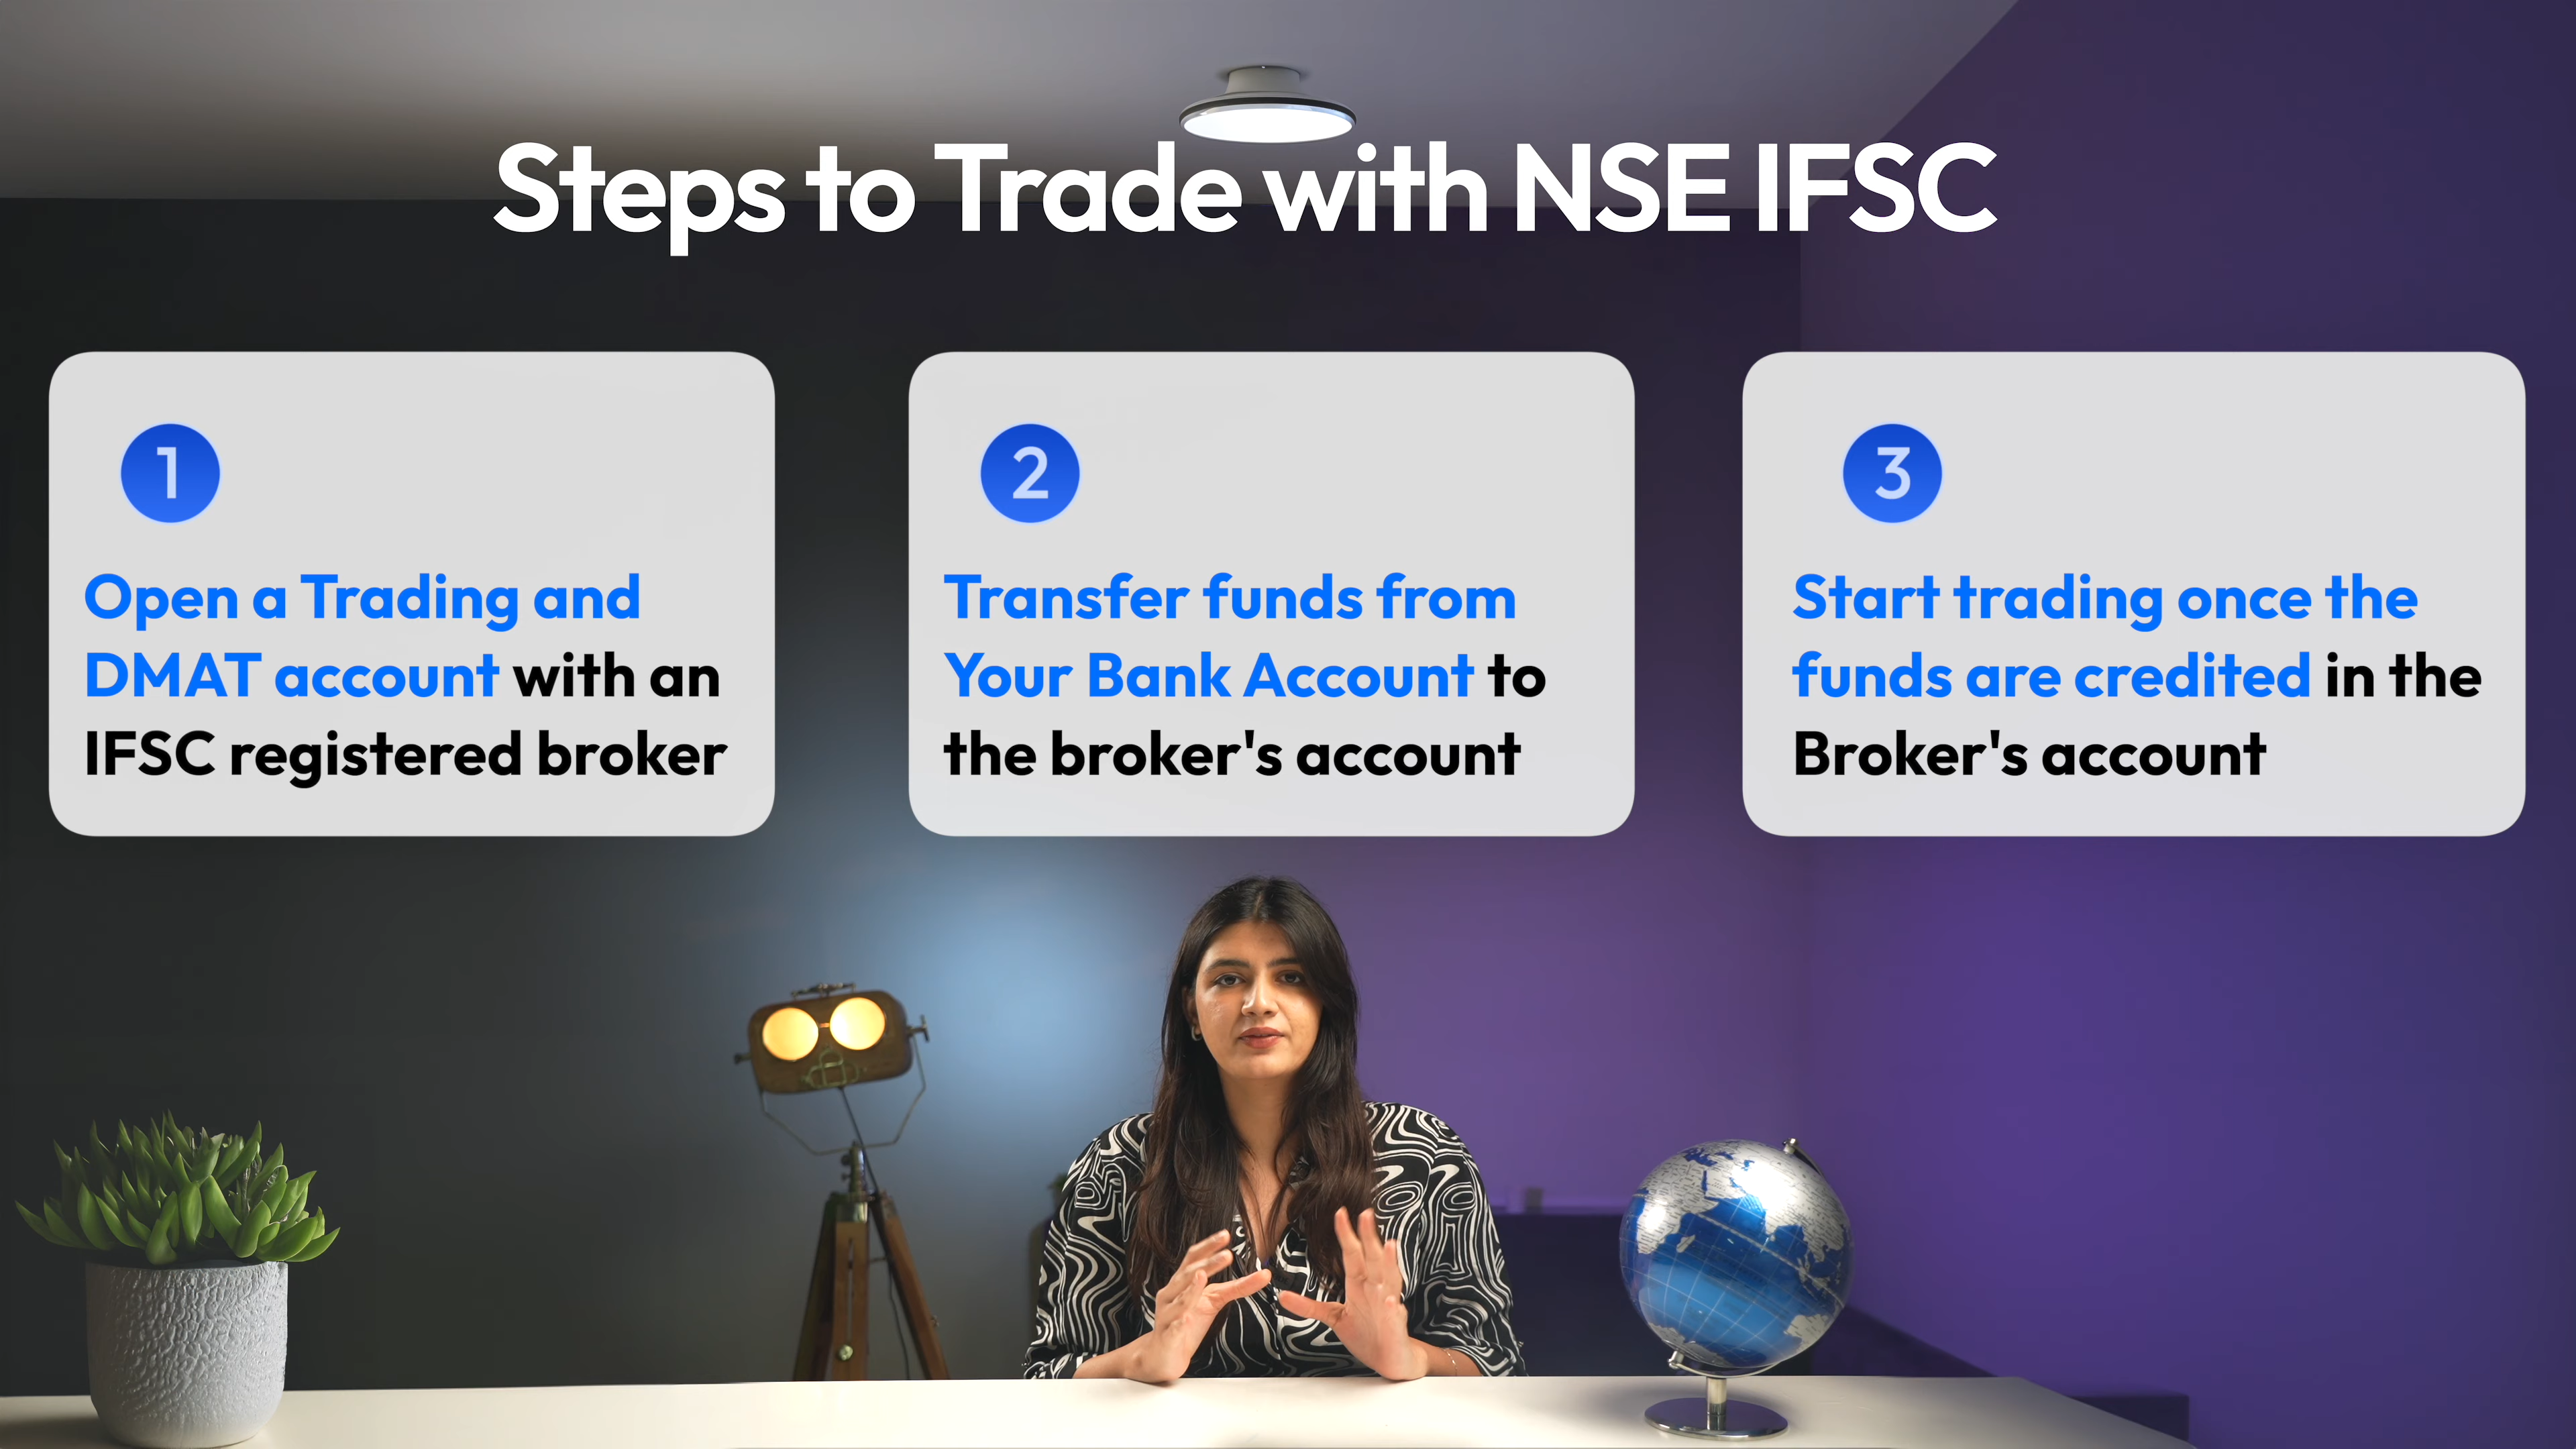 Steps to Trade with NSE IFSC
1
Open a Trading and
DMAT account with an
IFSC registered broker
2
Transfer funds from
Your Bank Account to
the broker's account
3
Start trading once the
funds are credited in the
Broker's account